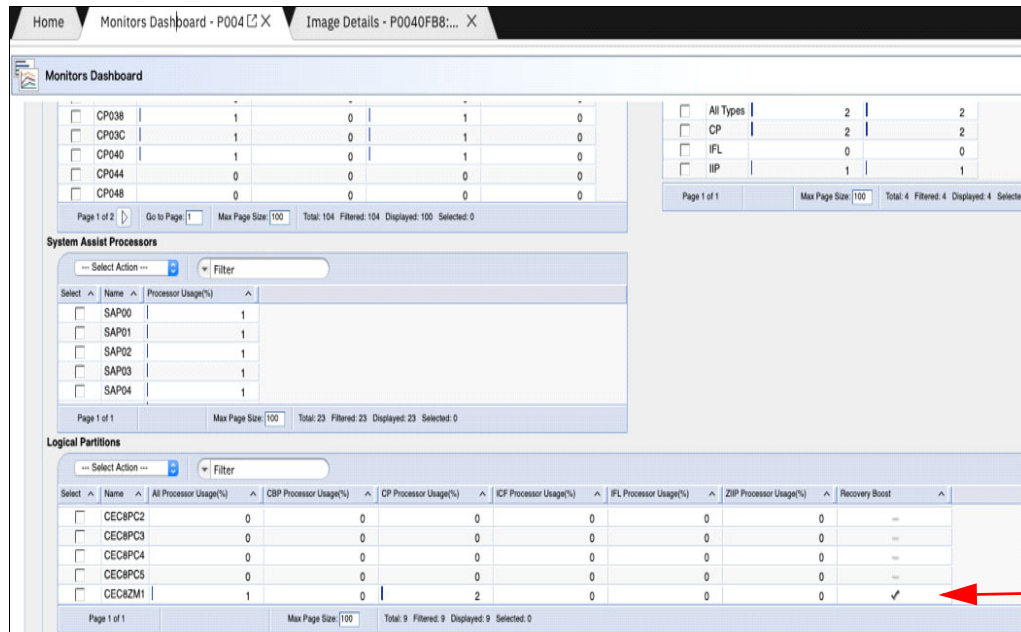 Home Monitors Dashboard - P004 X Image Details - P0040FB8:... X
Monitors Dashboard
CP038 1 0 1 0
CP03C 1 0 1 0
CP040 1 0 1 0
CP044 0 0 0 0
CP048 0 0 0 0
Page 1 of 2 Go to Page: 1 Max Page Size: 100 Total: 104 Filtered: 104 Displayed: 100 Selected: 0
All Types 2 2
CP 2 2
IFL 0 0
IIP 1 1
Page 1 of 1 Max Page Size: 100 Total: 4 Filtered: 4 Displayed: 4 Selecte
System Assist Processors
--- Select Action --- Filter
Select Name Processor Usage(%)
SAP00 1
SAP01 1
SAP02 1
SAP03 1
SAP04 1
Page 1 of 1 Max Page Size: 100 Total: 23 Filtered: 23 Displayed: 23 Selected: 0
Logical Partitions
--- Select Action --- Filter
Select Name All Processor Usage(%) CBP Processor Usage(%) CP Processor Usage(%) ICF Processor Usage(%) IFL Processor Usage(%) ZIIP Processor Usage(%) Recovery Boost
CEC8PC2 0 0 0 0 0 0 --
CEC8PC3 0 0 0 0 0 0 --
CEC8PC4 0 0 0 0 0 0 --
CEC8PC5 0 0 0 0 0 0 --
CEC8ZM1 1 0 2 0 0 0 ✓
Page 1 of 1 Max Page Size: 100 Total: 9 Filtered: 9 Displayed: 9 Selected: 0